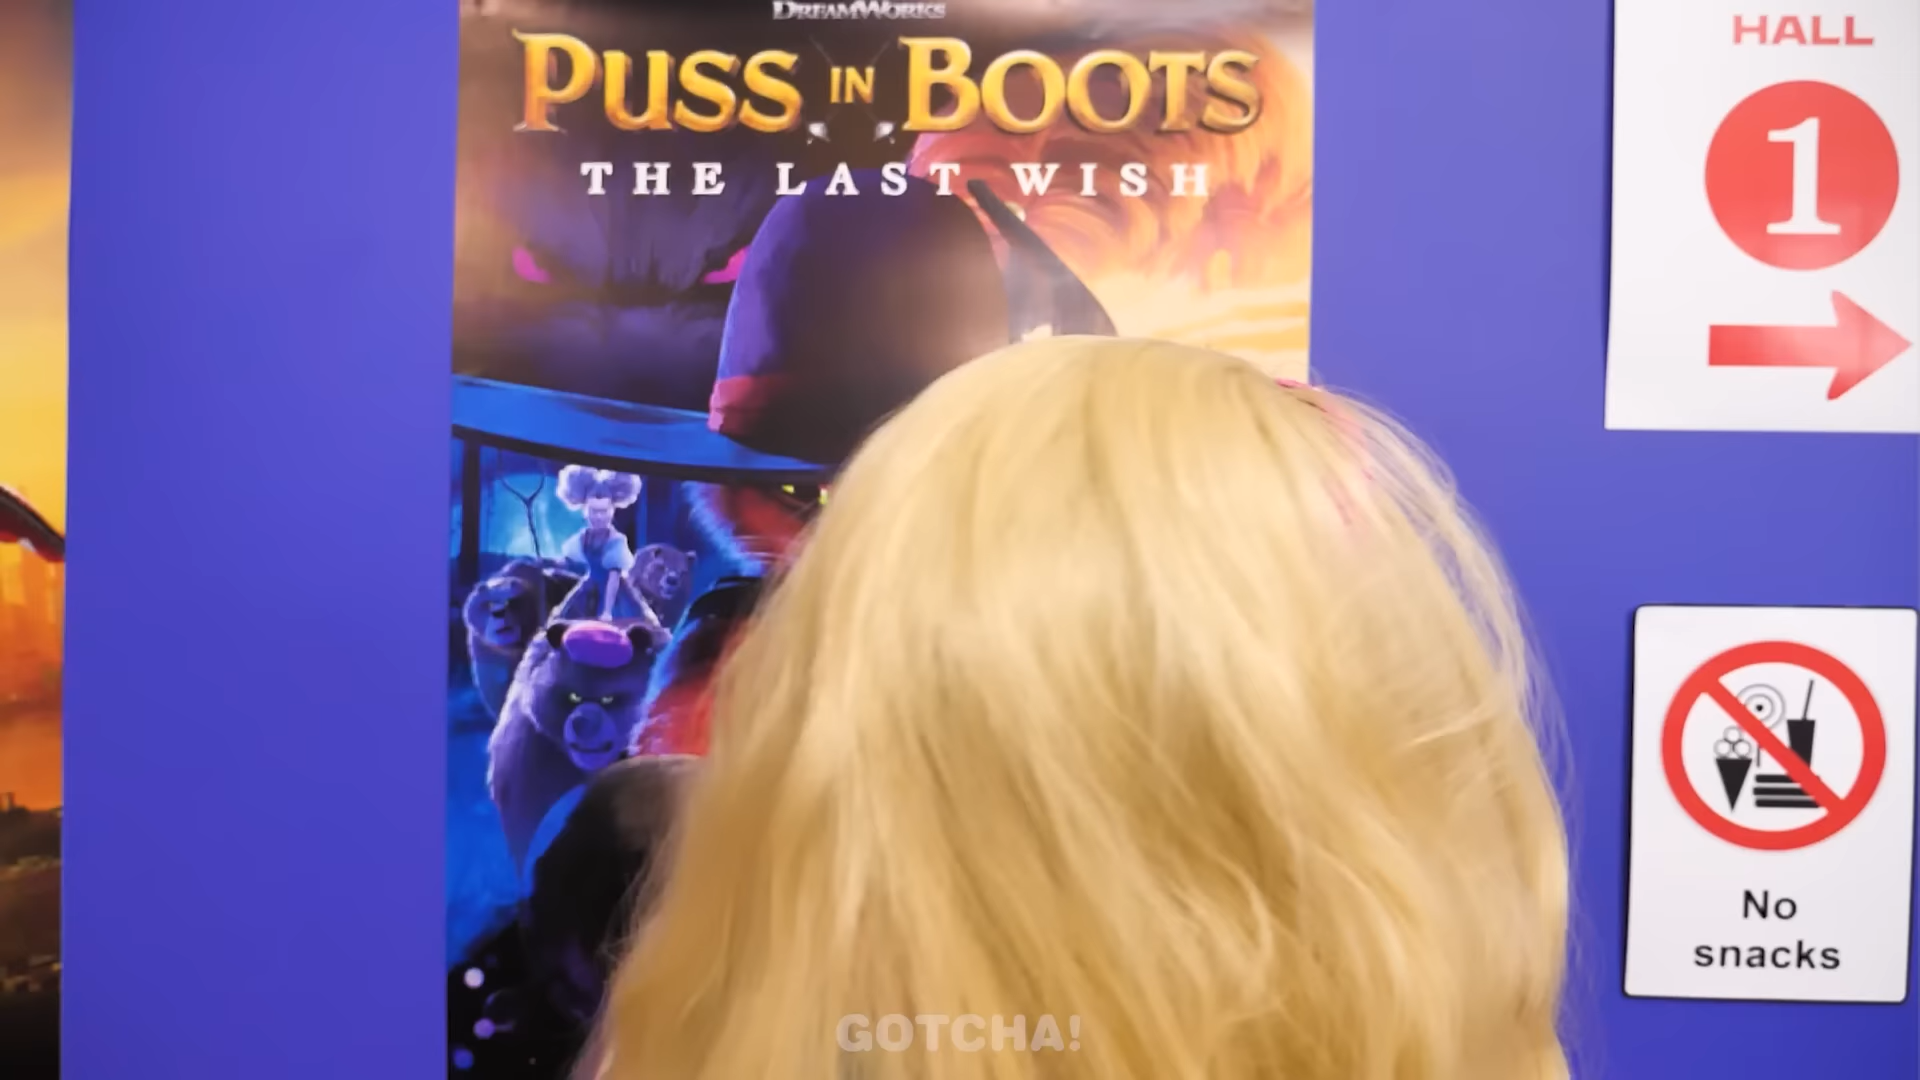 DREAMWORKS
PUSS IN BOOTS
THE LAST WISH
HALL
1
No
snacks
GOTCHA!